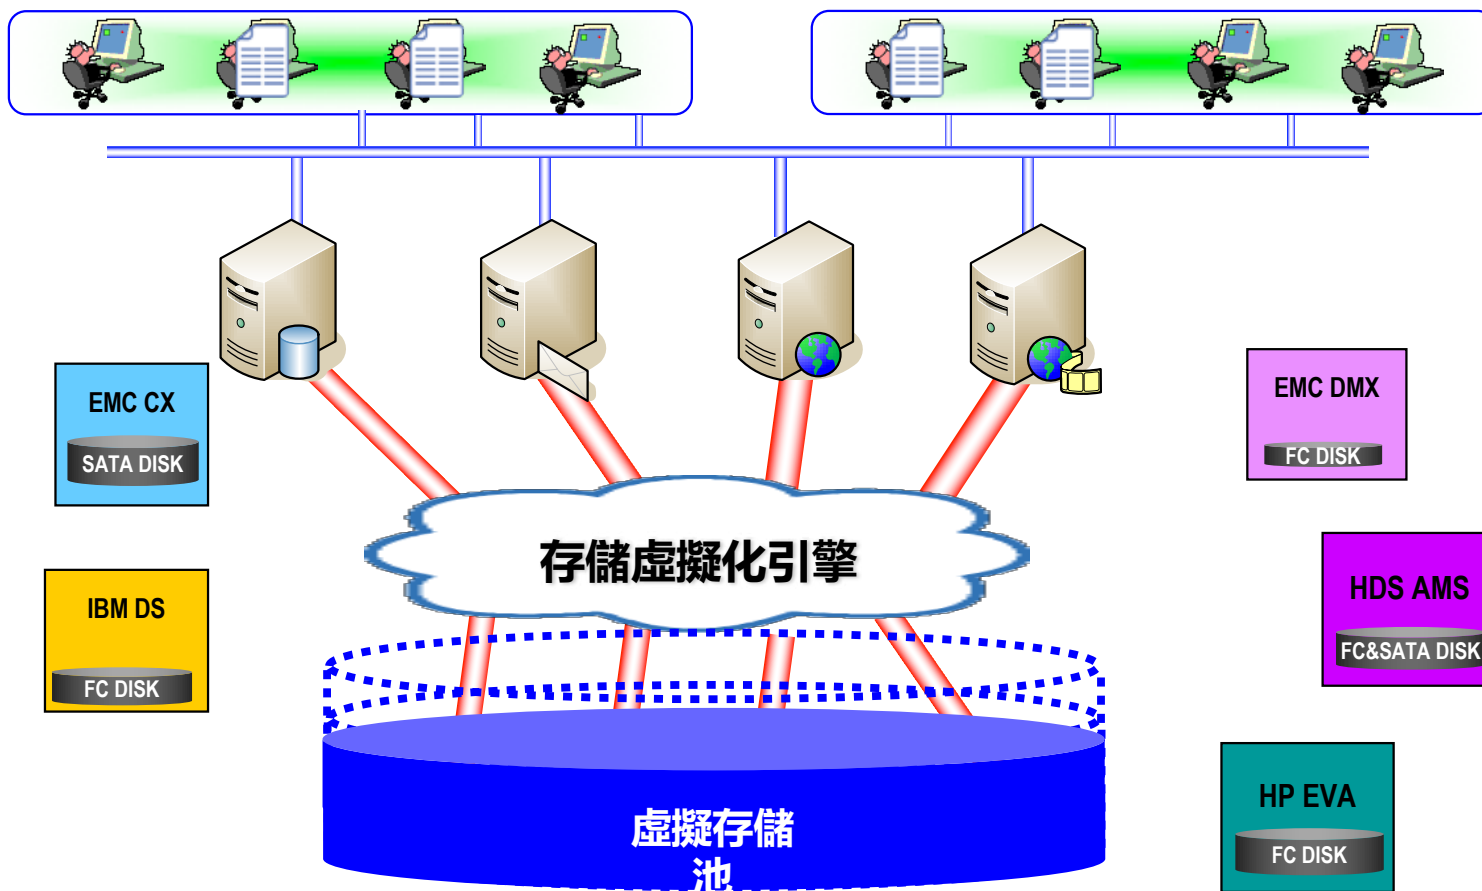 EMC CX
SATA DISK
EMC DMX
FC DISK
存儲虛擬化引擎
IBM DS
FC DISK
HDS AMS
FC&SATA DISK
虛擬存儲
池
HP EVA
FC DISK